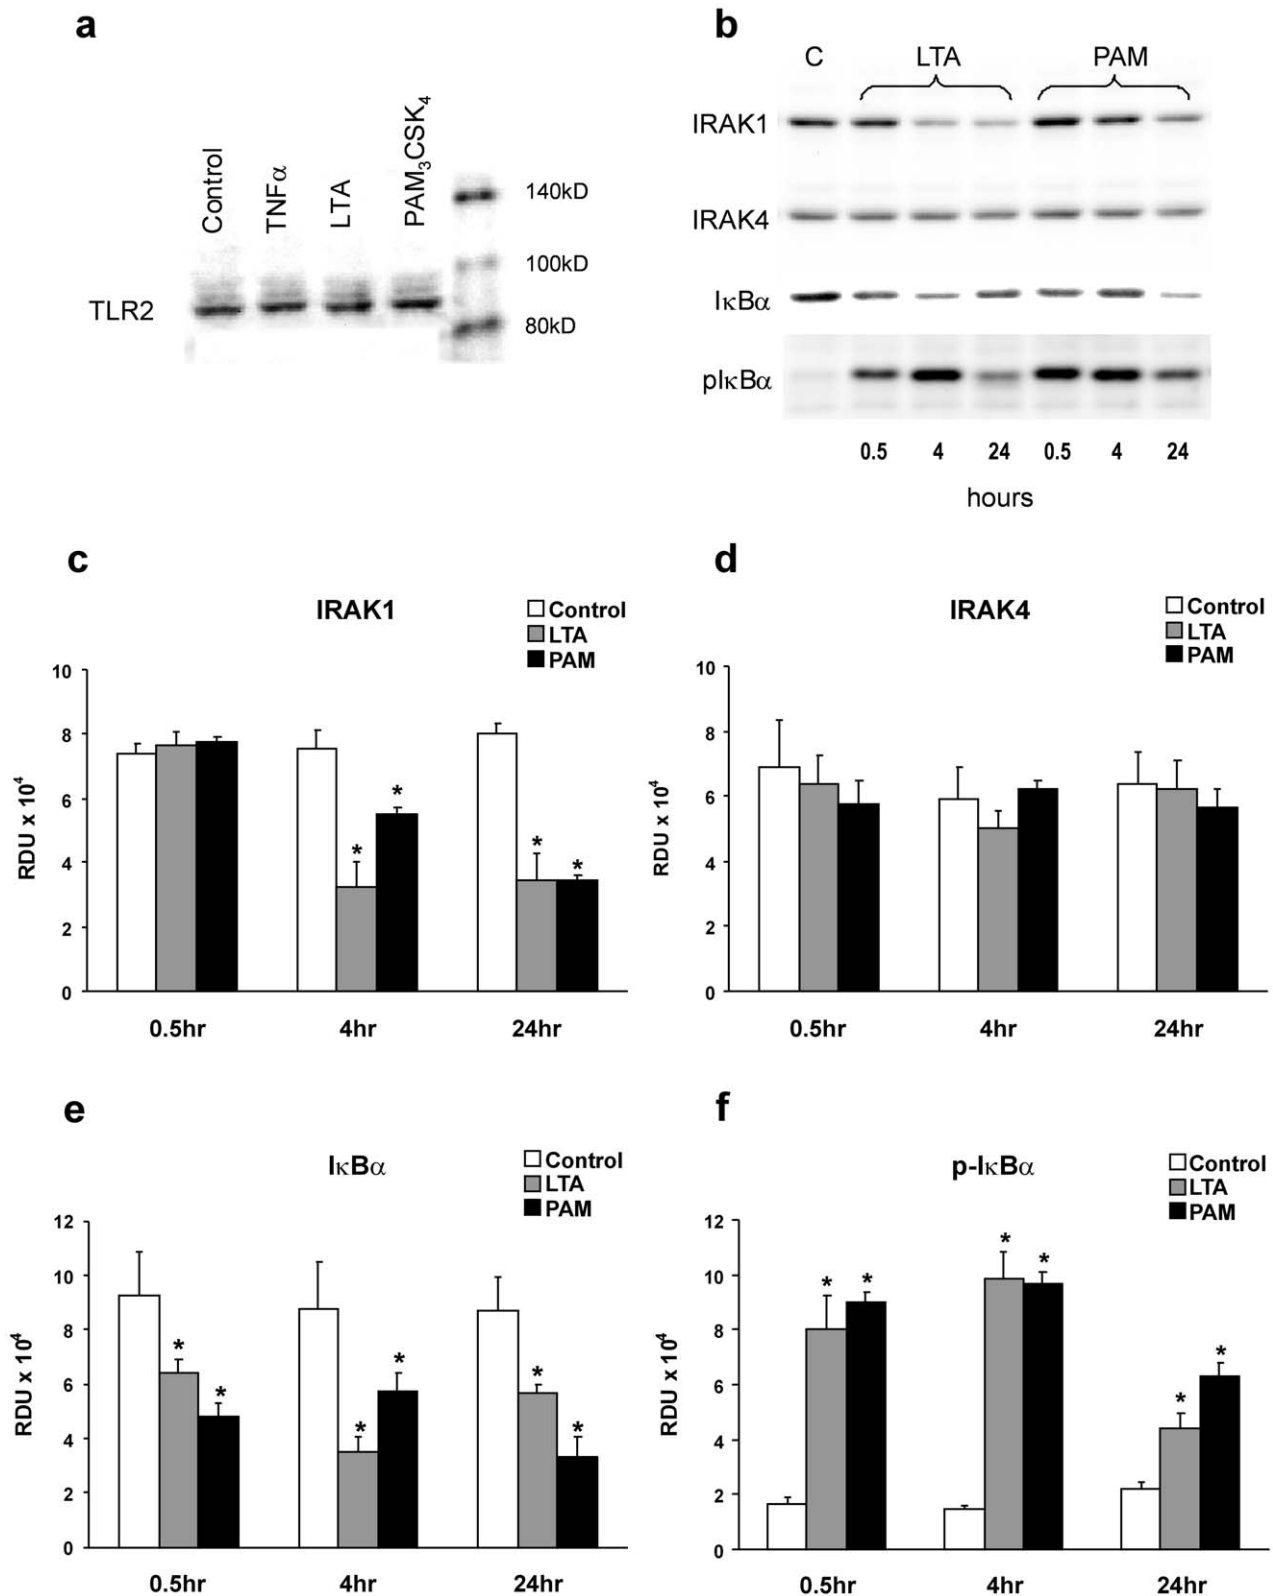 a
Control
TNFα
LTA
PAM₃CSK₄
140kD
100kD
80kD
TLR2
b
C
LTA
PAM
IRAK1
IRAK4
IκBα
pIκBα
0.5 4 24 0.5 4 24
hours
c
IRAK1
Control
LTA
PAM
10
8
6
4
2
0
RDU x 10⁴
*
*
*
*
0.5hr 4hr 24hr
d
IRAK4
Control
LTA
PAM
10
8
6
4
2
0
RDU x 10⁴
0.5hr 4hr 24hr
e
IκBα
Control
LTA
PAM
12
10
8
6
4
2
0
RDU x 10⁴
*
*
*
*
*
*
0.5hr 4hr 24hr
f
p-IκBα
Control
LTA
PAM
12
10
8
6
4
2
0
RDU x 10⁴
*
*
*
*
*
*
0.5hr 4hr 24hr